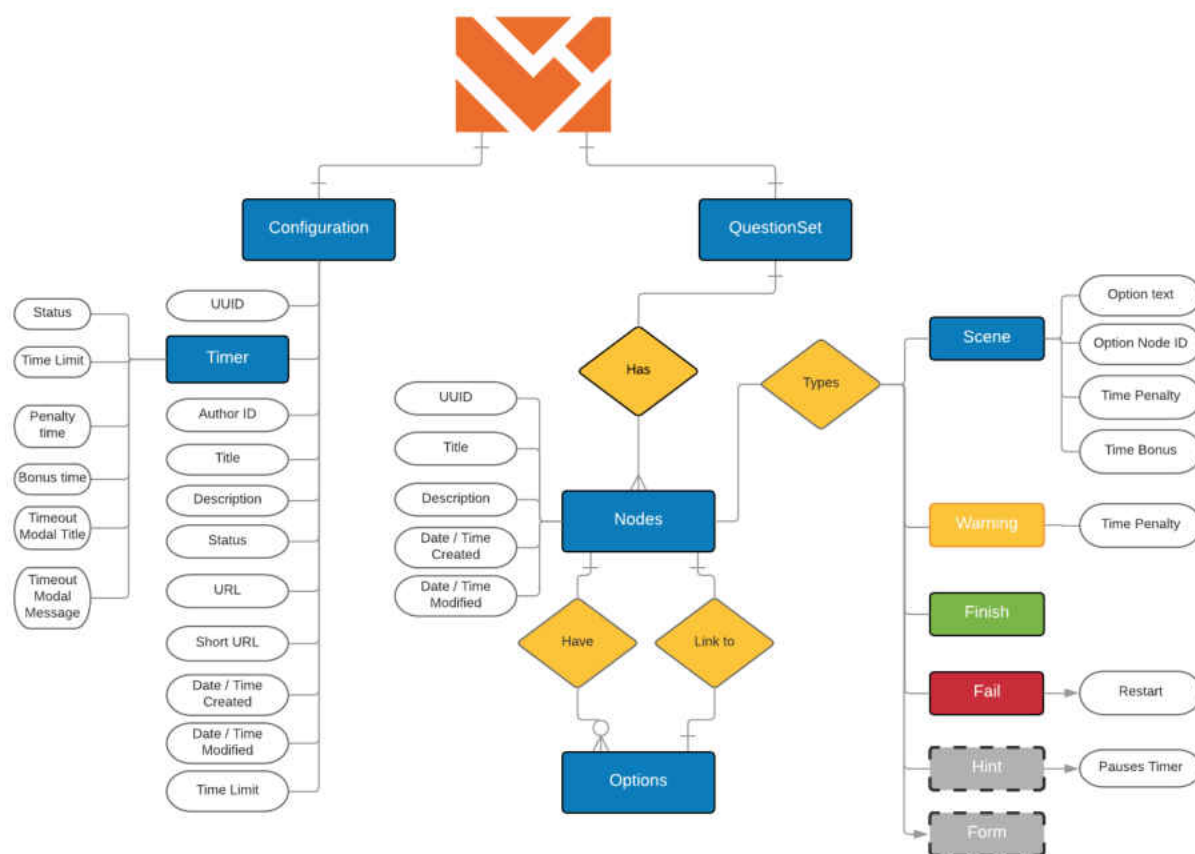 Configuration
QuestionSet
UUID
Timer
Author ID
Title
Description
Status
URL
Short URL
Date / Time
Created
Date / Time
Modified
Time Limit
Status
Time Limit
Penalty
time
Bonus time
Timeout
Modal Title
Timeout
Modal
Message
Has
UUID
Title
Description
Date / Time
Created
Date / Time
Modified
Nodes
Have
Link to
Options
Types
Scene
Option text
Option Node ID
Time Penalty
Time Bonus
Warning
Time Penalty
Finish
Fail
Restart
Hint
Pauses Timer
Form